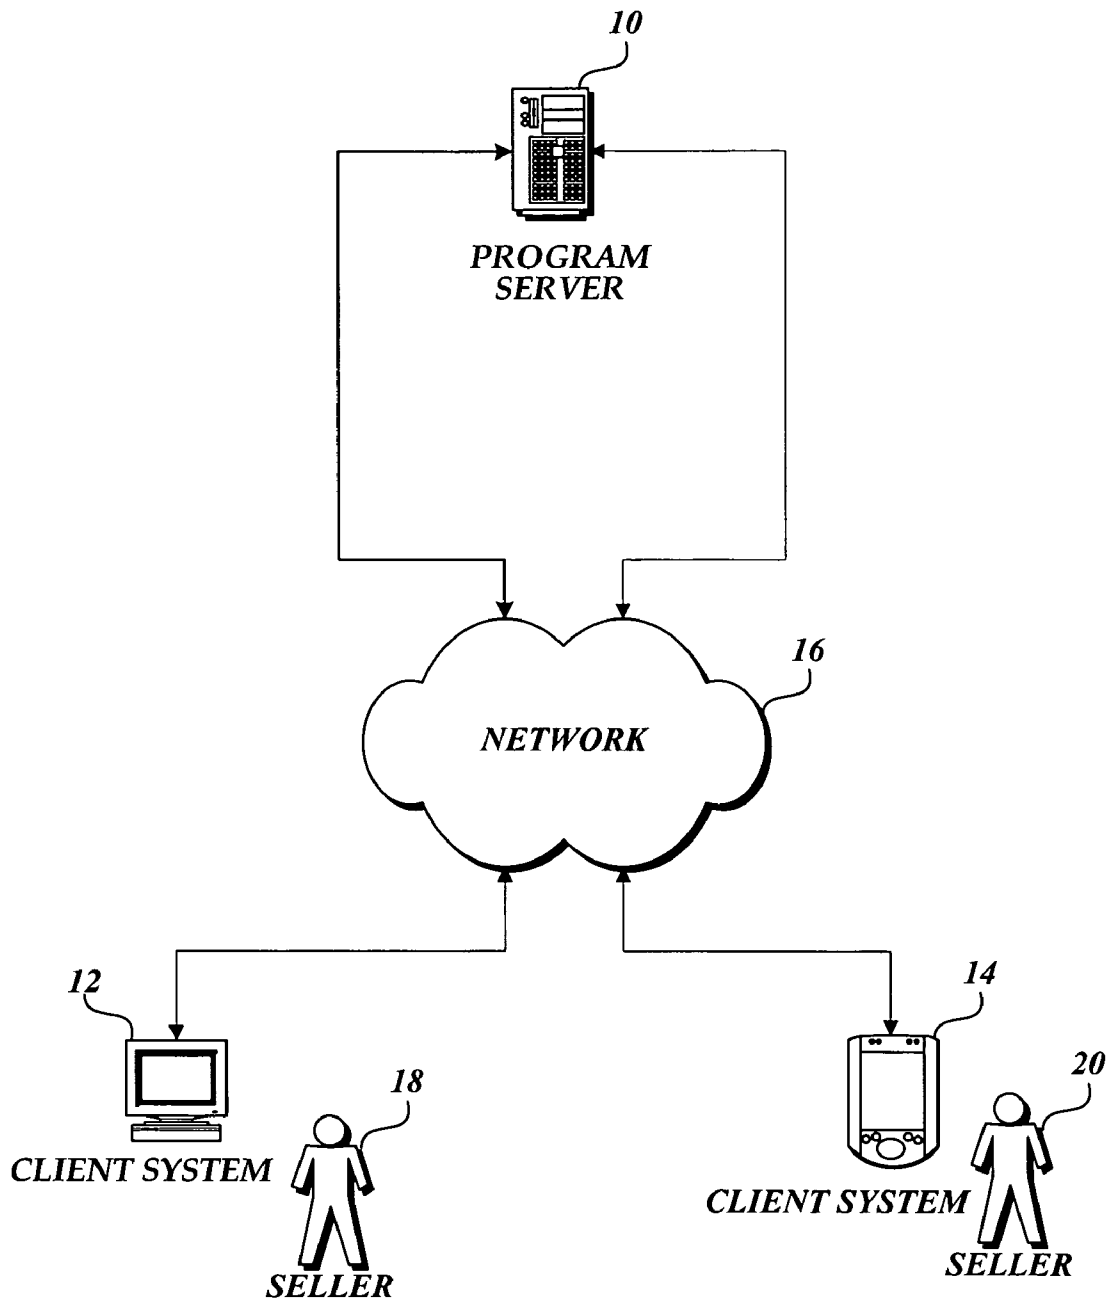 10
PROGRAM
SERVER
16
NETWORK
12
CLIENT SYSTEM
18
SELLER
14
CLIENT SYSTEM
20
SELLER